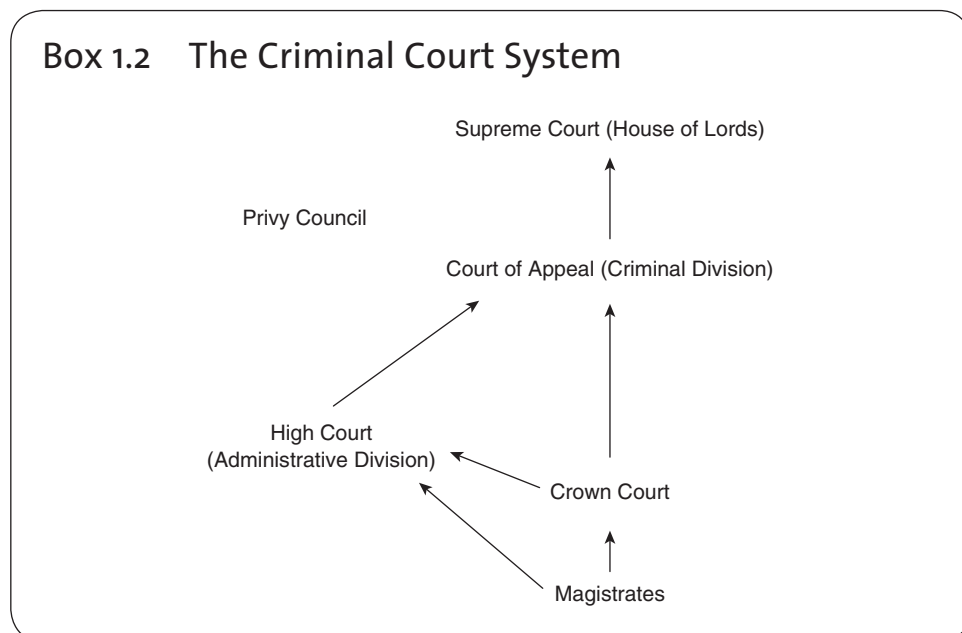 Box 1.2 The Criminal Court System
Supreme Court (House of Lords)
Privy Council
Court of Appeal (Criminal Division)
High Court
(Administrative Division)
Crown Court
Magistrates